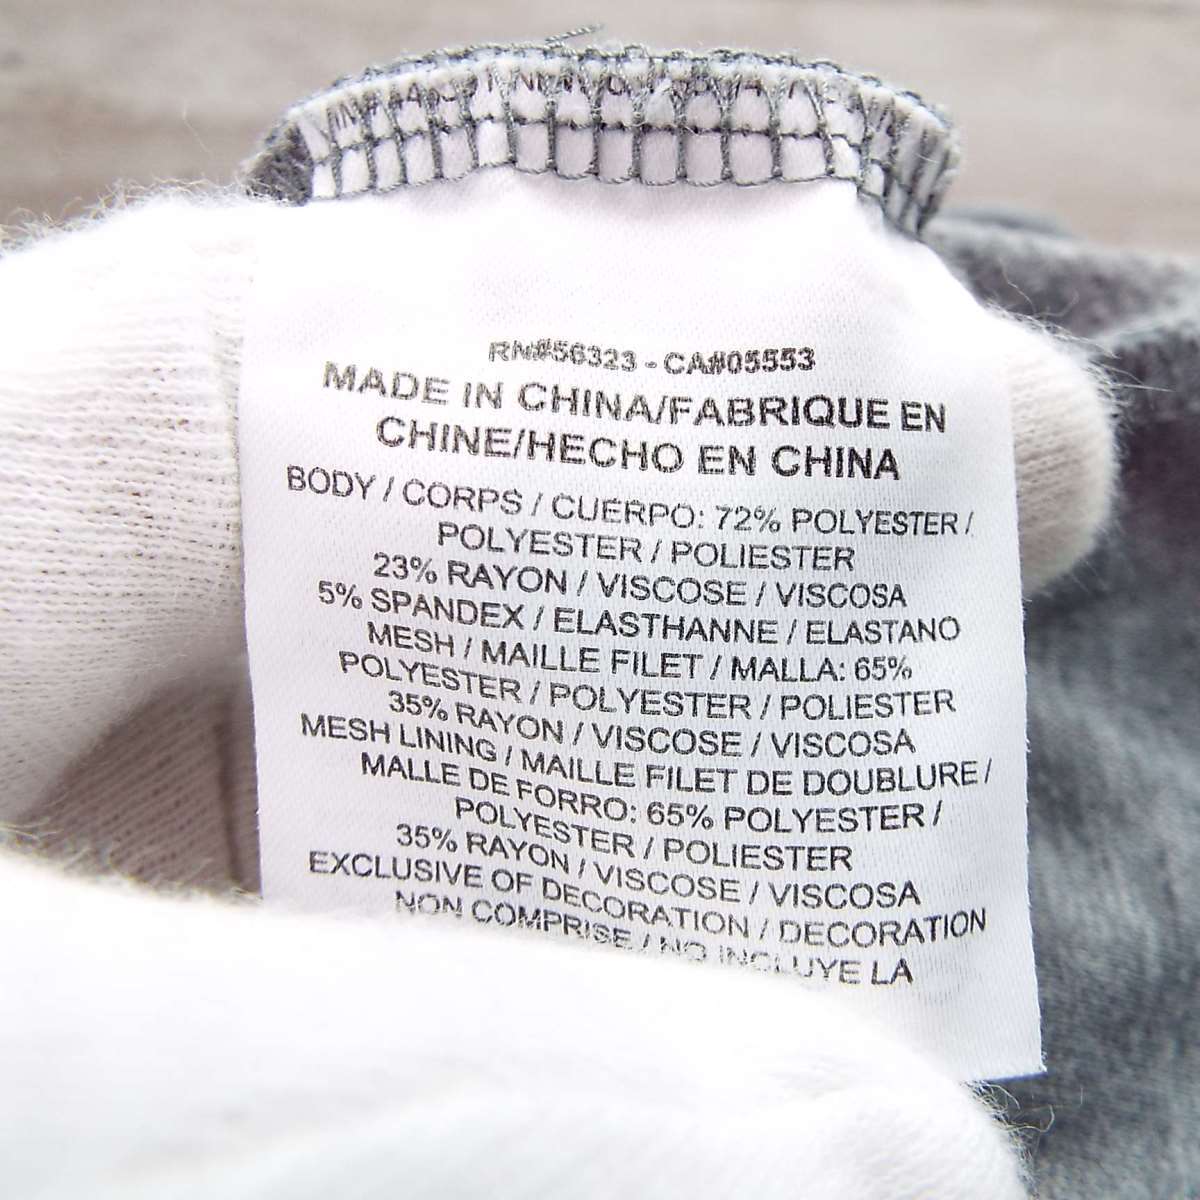 RN#56323 - CA#05553
MADE IN CHINA/FABRIQUE EN
CHINE/HECHO EN CHINA
BODY / CORPS / CUERPO: 72% POLYESTER /
POLYESTER / POLIESTER
23% RAYON / VISCOSE / VISCOSA
5% SPANDEX / ELASTHANNE / ELASTANO
MESH / MAILLE FILET / MALLA: 65%
POLYESTER / POLYESTER / POLIESTER
35% RAYON / VISCOSE / VISCOSA
MESH LINING / MAILLE FILET DE DOUBLURE /
MALLE DE FORRO: 65% POLYESTER /
POLYESTER / POLIESTER
35% RAYON / VISCOSE / VISCOSA
EXCLUSIVE OF DECORATION / DECORATION
NON COMPRISE / NO INCLUYE LA